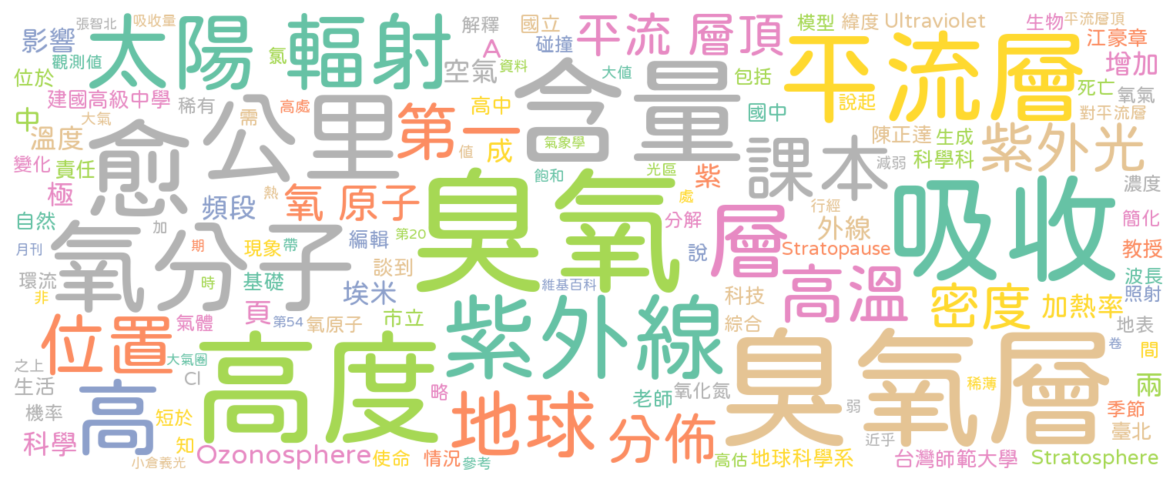 張智北 吸收量
影響 太陽 輻射 解釋 國立 平流 層頂 模型 緯度 Ultraviolet 生物 平流層頂
觀測值 氮 A 碰撞 江豪章
位於 空氣 資料 大值 包括 平流層 死亡 增加
建國高級中學 稀有 高處 高中 含量 國中 說起 氧氣
中 大氣 需 公里 第一 對平流層
溫度 愈 氣象學 陳正達 生成 紫外光
變化 責任 值 成 飽和 光區 課本 減弱 科學科
極 熱 氧 原子 臭氧 處 紫 吸收 濃度
自然 頻段 加 第20 分解 層 行經 外線 簡化
月刊 氧分子 期 現象 帶 編輯 說 Stratopause 教授
環流 非 時 基礎 談到 埃米 維基百科 高溫 波長
位置 頁 第54 氧原子 市立 紫外線 科技 密度 加熱率 照射
氣體 綜合 地表
之上 大氣圈 卷 間
生活 高 Cl 高度 略 地球 老師 氧化氮 臭氧層 稀薄 兩
機率 短於 分佈 弱 季節
科學 知 近乎 臺北
小倉義光 Ozonosphere 使命 情況 參考 高估 地球科學系 台灣師範大學 Stratosphere